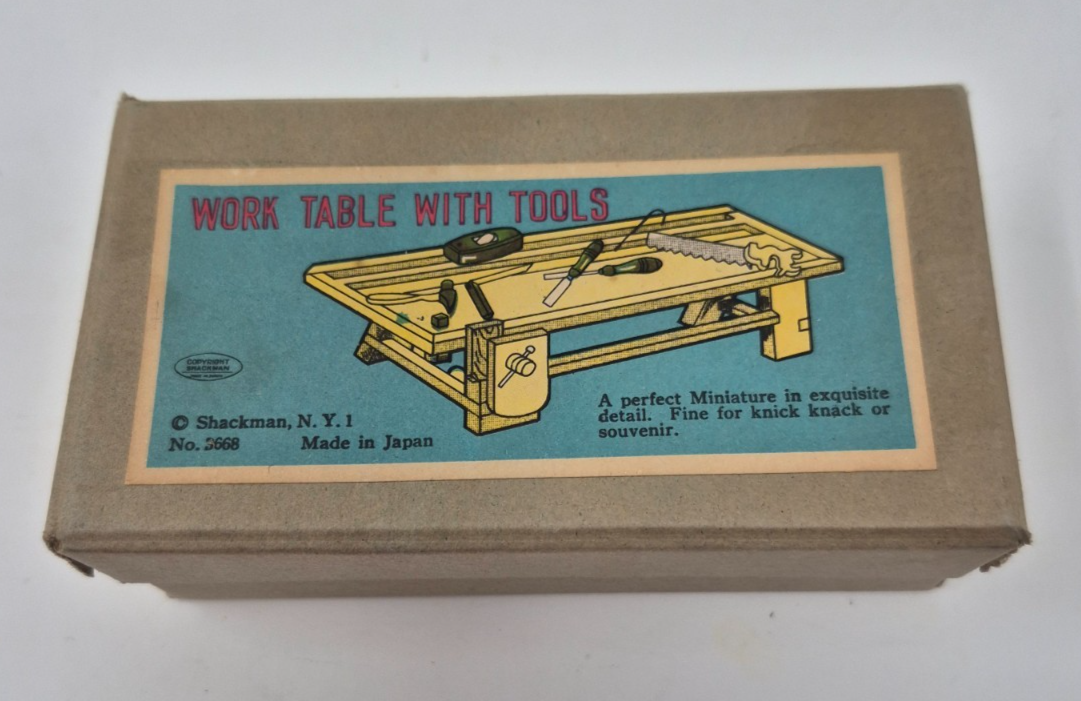 WORK TABLE WITH TOOLS
COPYRIGHT
SHACKMAN
© Shackman, N. Y. 1
No. 3668 Made in Japan
A perfect Miniature in exquisite
detail. Fine for knick knack or
souvenir.